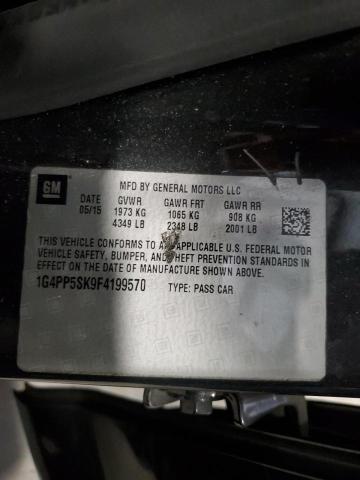 GM
MFD BY GENERAL MOTORS LLC
DATE GVWR GAWR FRT GAWR RR
05/15 1973 KG 1065 KG 908 KG
4349 LB 2348 LB 2001 LB
THIS VEHICLE CONFORMS TO ALL APPLICABLE U.S. FEDERAL MOTOR
VEHICLE SAFETY, BUMPER, AND THEFT PREVENTION STANDARDS IN
EFFECT ON THE DATE OF MANUFACTURE SHOWN ABOVE.
1G4PP5SK9F4199570 TYPE: PASS CAR